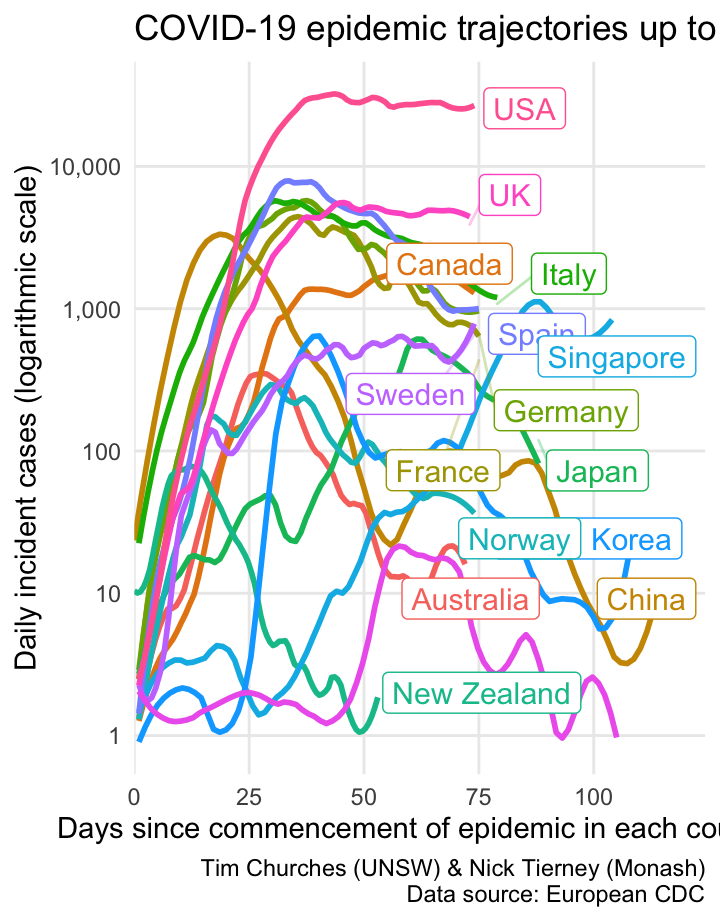 COVID-19 epidemic trajectories up to
Daily incident cases (logarithmic scale)
10,000
1,000
100
10
1
USA
UK
Canada
Italy
Spain
Singapore
Sweden
Germany
France
Japan
Norway
Korea
Australia
China
New Zealand
0
25
50
75
100
Days since commencement of epidemic in each cou
Tim Churches (UNSW) & Nick Tierney (Monash)
Data source: European CDC